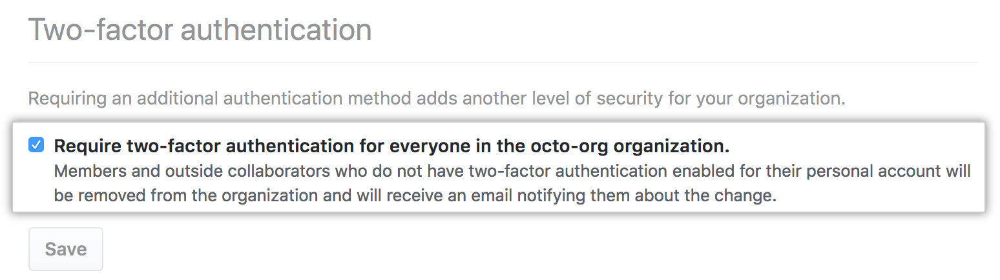 Two-factor authentication
Requiring an additional authentication method adds another level of security for your organization.
Require two-factor authentication for everyone in the octo-org organization.
Members and outside collaborators who do not have two-factor authentication enabled for their personal account will
be removed from the organization and will receive an email notifying them about the change.
Save